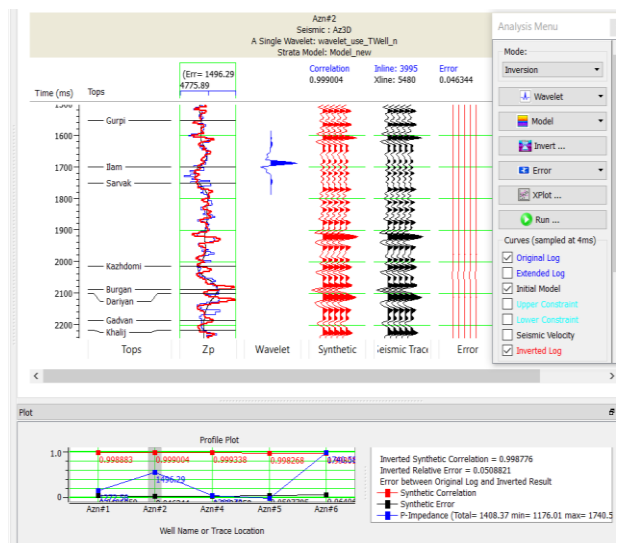 Azn#2
Seismic : Az3D
A Single Wavelet: wavelet_use_TWell_n
Strata Model: Model_new
(Err= 1496.29
4775.89
Correlation
0.999004
Inline: 3995
Xline: 5480
Error
0.046344
Time (ms)
Tops
1500
1600
1700
1800
1900
2000
2100
2200
Gurpi
Ilam
Sarvak
Kazhdomi
Burgan
Dariyan
Gadvan
Khalij
Tops
Zp
Wavelet
Synthetic
eismic Trace
Error
Analysis Menu
Mode:
Inversion
Wavelet
Model
Invert ...
Error
XPlot ...
Run ...
Curves (sampled at 4ms)
Original Log
Extended Log
Initial Model
Upper Constraint
Lower Constraint
Seismic Velocity
Inverted Log
Plot
Profile Plot
1.0
0
0.998883
0.999004
0.999338
0.998268
1496.29
Azn#1
Azn#2
Azn#4
Azn#5
Azn#6
Well Name or Trace Location
Inverted Synthetic Correlation = 0.998776
Inverted Relative Error = 0.0508821
Error between Original Log and Inverted Result
Synthetic Correlation
Synthetic Error
P-Impedance (Total= 1408.37 min= 1176.01 max= 1740.5